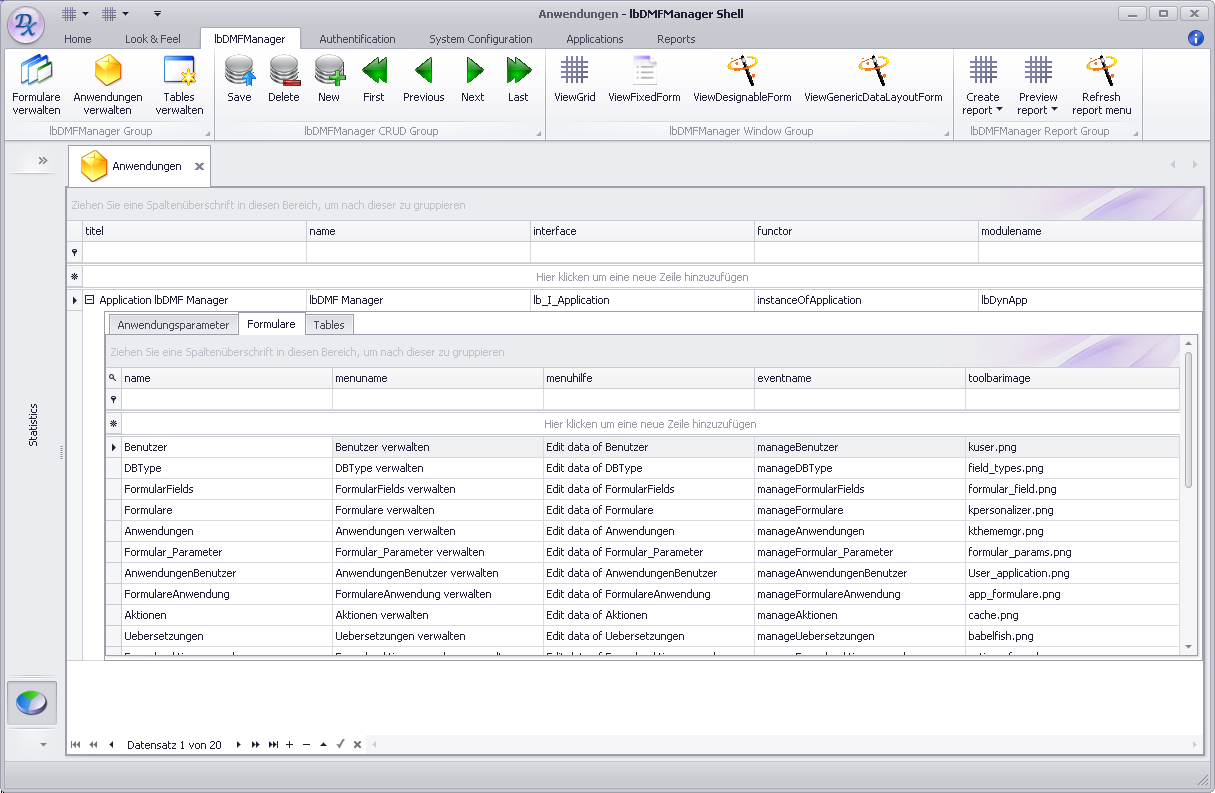 Anwendungen - lbDMFManager Shell
Home Look & Feel lbDMFManager Authentification System Configuration Applications Reports
Formulare verwalten
Anwendungen verwalten
Tables verwalten
lbDMFManager Group
Save Delete New First Previous Next Last
lbDMFManager CRUD Group
ViewGrid ViewFixedForm ViewDesignableForm ViewGenericDataLayoutForm
lbDMFManager Window Group
Create report
Preview report
Refresh report menu
lbDMFManager Report Group
Anwendungen
Statistics
Ziehen Sie eine Spaltenüberschrift in diesen Bereich, um nach dieser zu gruppieren
titel name interface functor modulename
Hier klicken um eine neue Zeile hinzuzufügen
Application lbDMF Manager lbDMF Manager lb_I_Application instanceOfApplication lbDynApp
Anwendungsparameter Formulare Tables
Ziehen Sie eine Spaltenüberschrift in diesen Bereich, um nach dieser zu gruppieren
name menuname menuhilfe eventname toolbarimage
Hier klicken um eine neue Zeile hinzuzufügen
Benutzer Benutzer verwalten Edit data of Benutzer manageBenutzer kuser.png
DBType DBType verwalten Edit data of DBType manageDBType field_types.png
FormularFields FormularFields verwalten Edit data of FormularFields manageFormularFields formular_field.png
Formulare Formulare verwalten Edit data of Formulare manageFormulare kpersonalizer.png
Anwendungen Anwendungen verwalten Edit data of Anwendungen manageAnwendungen kthememgr.png
Formular_Parameter Formular_Parameter verwalten Edit data of Formular_Parameter manageFormular_Parameter formular_params.png
AnwendungenBenutzer AnwendungenBenutzer verwalten Edit data of AnwendungenBenutzer manageAnwendungenBenutzer User_application.png
FormulareAnwendung FormulareAnwendung verwalten Edit data of FormulareAnwendung manageFormulareAnwendung app_formulare.png
Aktionen Aktionen verwalten Edit data of Aktionen manageAktionen cache.png
Uebersetzungen Uebersetzungen verwalten Edit data of Uebersetzungen manageUebersetzungen babelfish.png
Datensatz 1 von 20